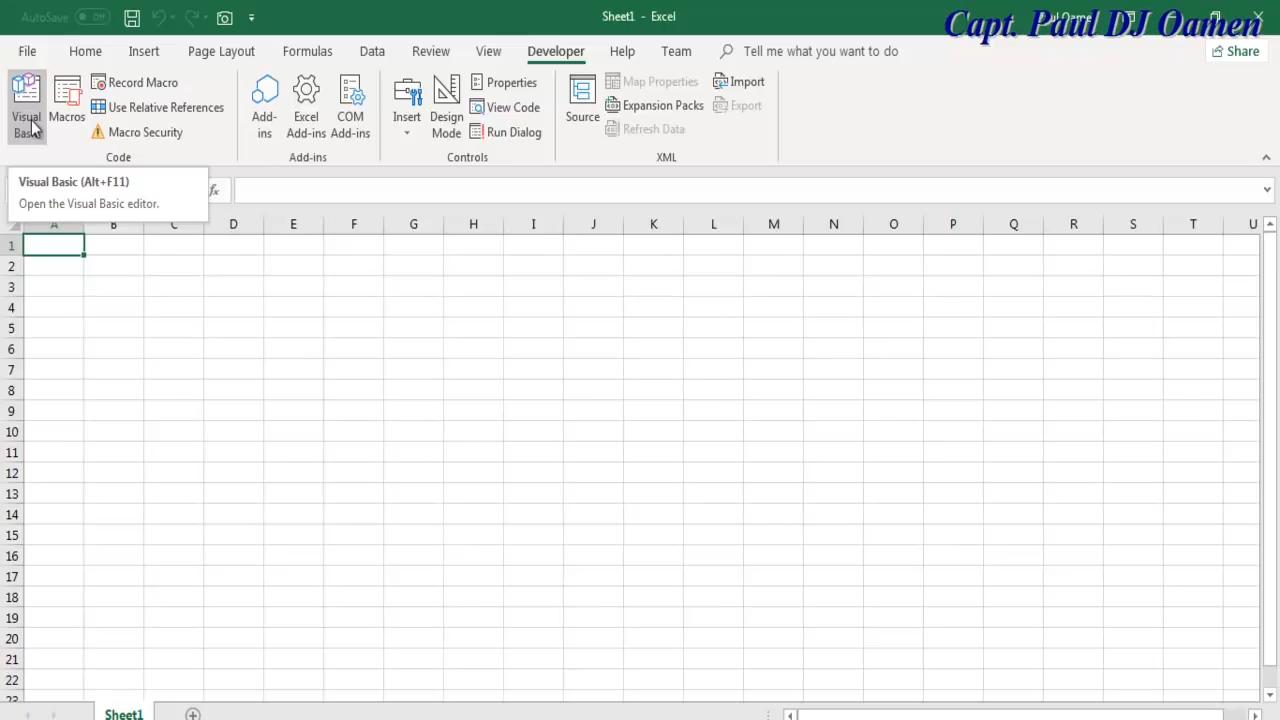 AutoSave Off
Sheet1 - Excel
Capt. Paul DJ Oamen
File Home Insert Page Layout Formulas Data Review View Developer Help Team Tell me what you want to do Share
Visual Basic
Macros
Record Macro
Use Relative References
Macro Security
Code
Add-ins
Excel Add-ins
COM Add-ins
Add-ins
Insert
Design Mode
Properties
View Code
Run Dialog
Controls
Source
Map Properties
Expansion Packs
Refresh Data
Import
Export
XML
Visual Basic (Alt+F11)
Open the Visual Basic editor.
fx
A B C D E F G H I J K L M N O P Q R S T U
1
2
3
4
5
6
7
8
9
10
11
12
13
14
15
16
17
18
19
20
21
22
23
Sheet1